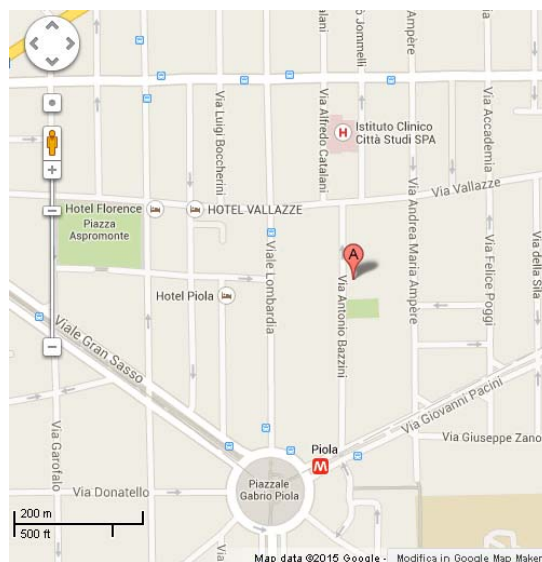 Via Luigi Boccherini
Via Alfredo Catalani
Jommelli
Ampère
Via Accademia
H
Istituto Clinico
Città Studi SPA
Via Vallazze
Hotel Florence
HOTEL VALLAZZE
Piazza
Aspromonte
Viale Lombardia
A
Via Antonio Bazzini
Via Andrea Maria Ampère
Via Felice Poggi
Via della Sila
Hotel Piola
Viale Gran Sasso
Via Giovanni Pacini
Via Garofalo
Via Giuseppe Zano
Piola
M
Via Donatello
Piazzale
Gabrio Piola
200 m
500 ft
Map data ©2015 Google -
Modifica in Google Map Maker